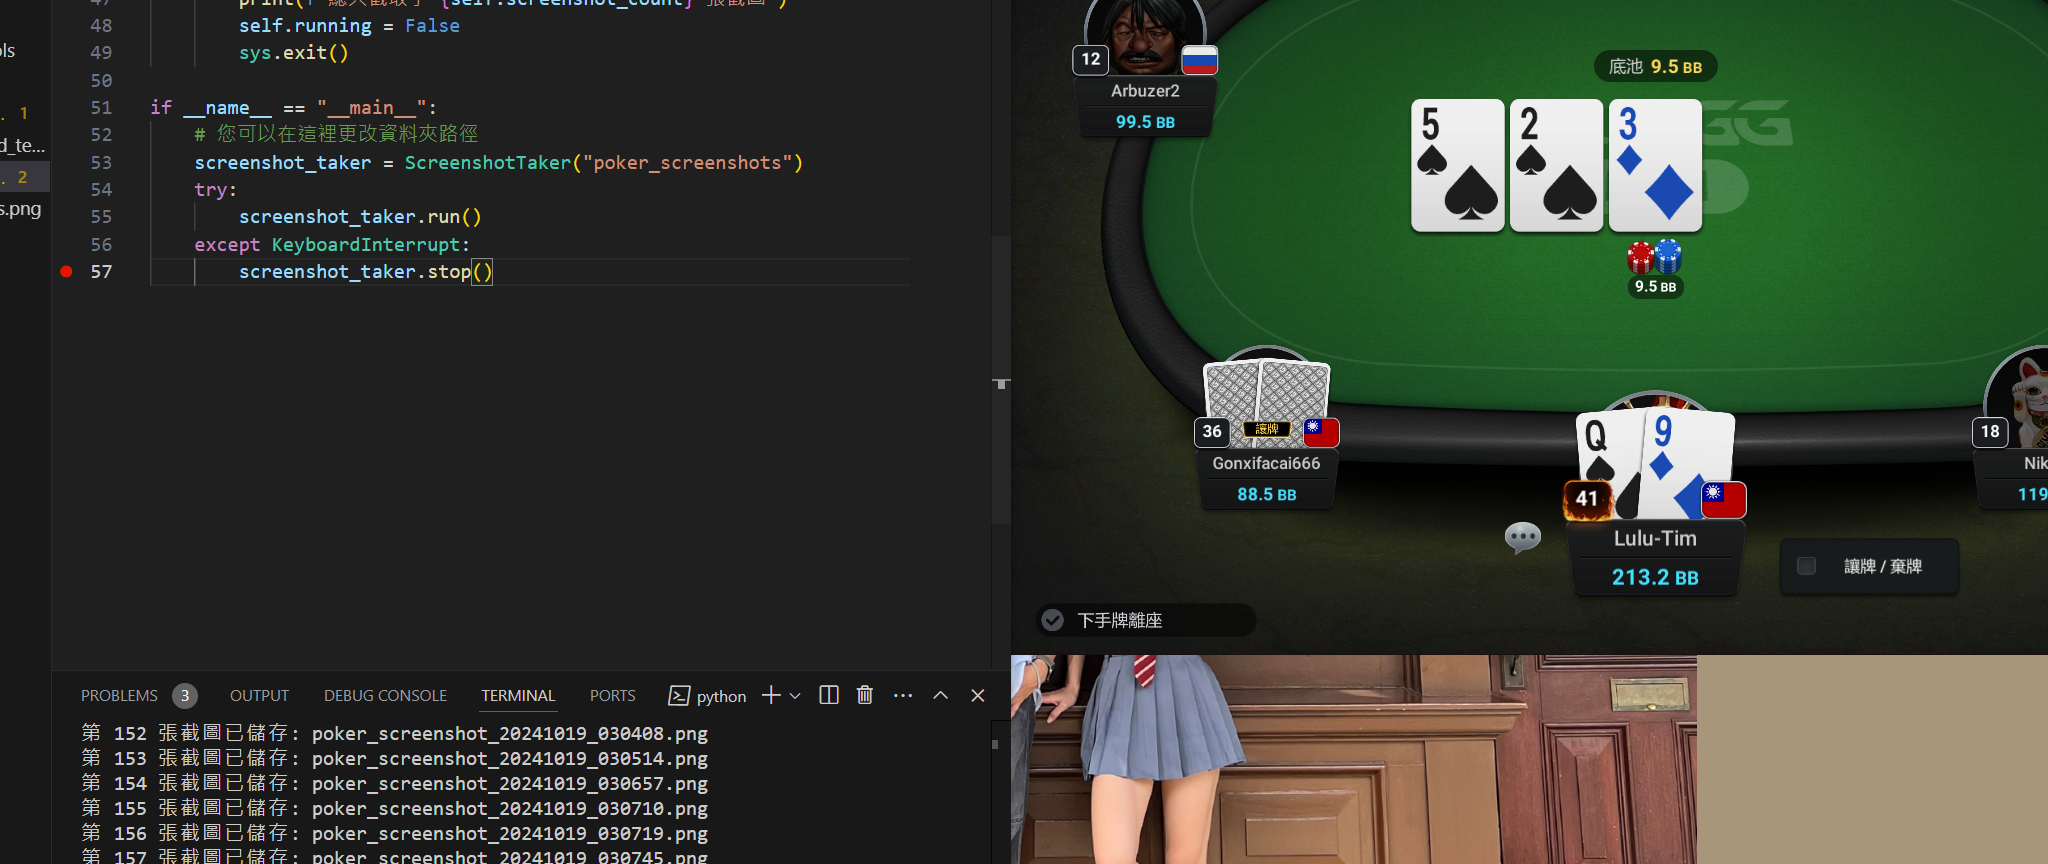 ols
1
d_te...
2
s.png
48 self.running = False
49 sys.exit()
50
51 if __name__ == "__main__":
52 # 您可以在這裡更改資料夾路徑
53 screenshot_taker = ScreenshotTaker("poker_screenshots")
54 try:
55 screenshot_taker.run()
56 except KeyboardInterrupt:
57 screenshot_taker.stop()
PROBLEMS 3 OUTPUT DEBUG CONSOLE TERMINAL PORTS python
第 152 張截圖已儲存: poker_screenshot_20241019_030408.png
第 153 張截圖已儲存: poker_screenshot_20241019_030514.png
第 154 張截圖已儲存: poker_screenshot_20241019_030657.png
第 155 張截圖已儲存: poker_screenshot_20241019_030710.png
第 156 張截圖已儲存: poker_screenshot_20241019_030719.png
第 157 張截圖已儲存: poker_screenshot_20241019_030745.png
12
Arbuzer2
99.5 BB
底池 9.5 BB
5 2 3
GG
9.5 BB
36 讓牌
Gonxifacai666
88.5 BB
Q 9
41
Lulu-Tim
213.2 BB
18
Nik
119
讓牌 / 棄牌
下手牌離座